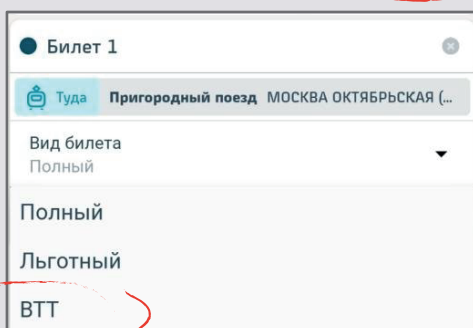 Билет 1
Туда Пригородный поезд МОСКВА ОКТЯБРЬСКАЯ (...
Вид билета
Полный
Полный
Льготный
ВТТ